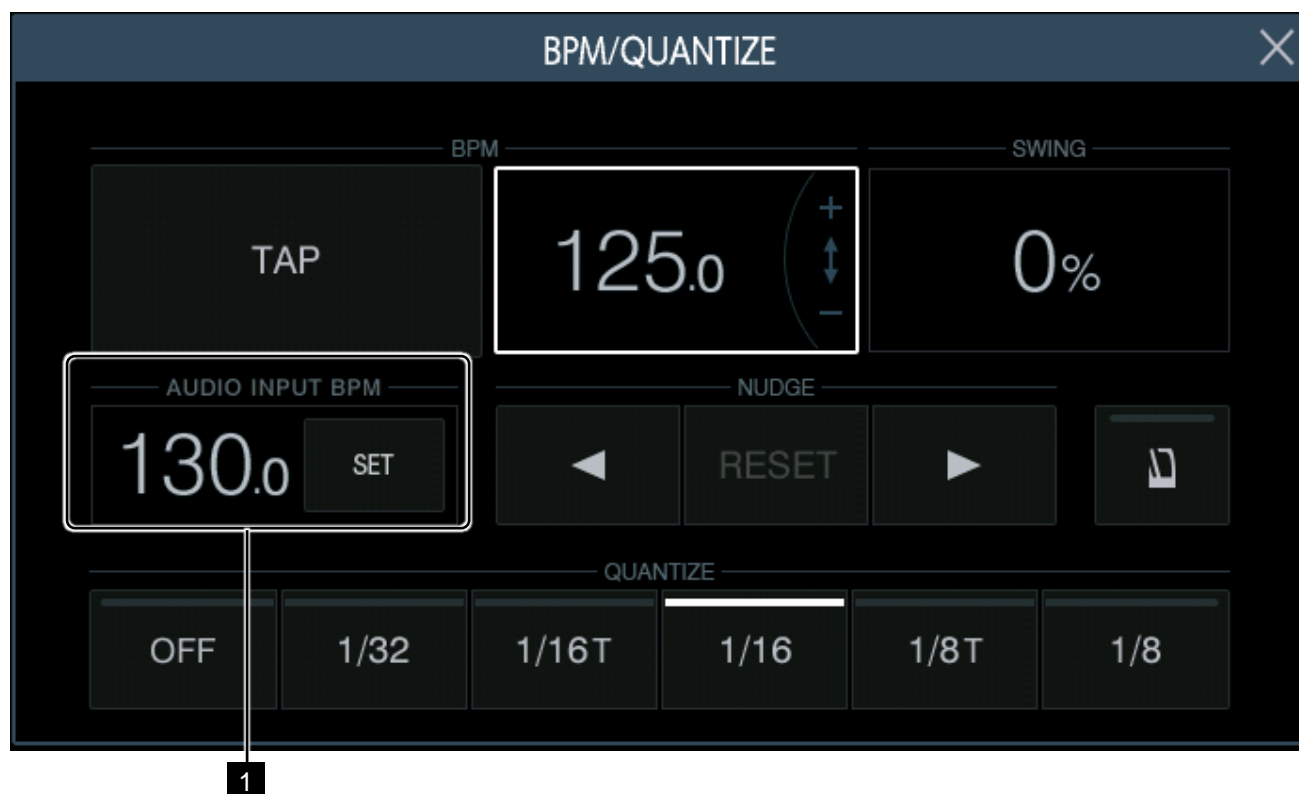 BPM/QUANTIZE
BPM
SWING
TAP
125.0
+
−
0%
AUDIO INPUT BPM
130.0
SET
NUDGE
RESET
QUANTIZE
OFF
1/32
1/16T
1/16
1/8T
1/8
1